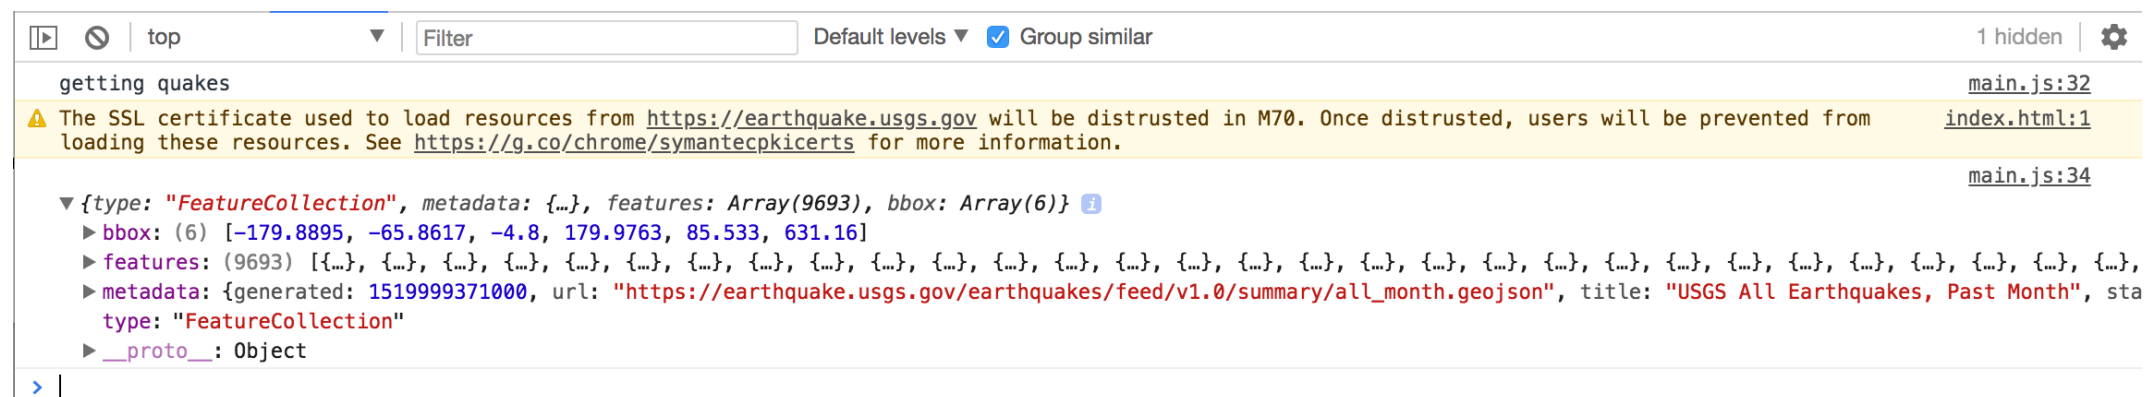 top Filter Default levels Group similar 1 hidden
getting quakes main.js:32
The SSL certificate used to load resources from https://earthquake.usgs.gov will be distrusted in M70. Once distrusted, users will be prevented from index.html:1
loading these resources. See https://g.co/chrome/symantecpkicerts for more information.
main.js:34
{type: "FeatureCollection", metadata: {…}, features: Array(9693), bbox: Array(6)} i
bbox: (6) [-179.8895, -65.8617, -4.8, 179.9763, 85.533, 631.16]
features: (9693) [{…}, {…}, {…}, {…}, {…}, {…}, {…}, {…}, {…}, {…}, {…}, {…}, {…}, {…}, {…}, {…}, {…}, {…}, {…}, {…}, {…}, {…}, {…}, {…}, {…}, {…}, {…}, {…}, {…}, {…},
metadata: {generated: 1519999371000, url: "https://earthquake.usgs.gov/earthquakes/feed/v1.0/summary/all_month.geojson", title: "USGS All Earthquakes, Past Month", sta
type: "FeatureCollection"
__proto__: Object
>